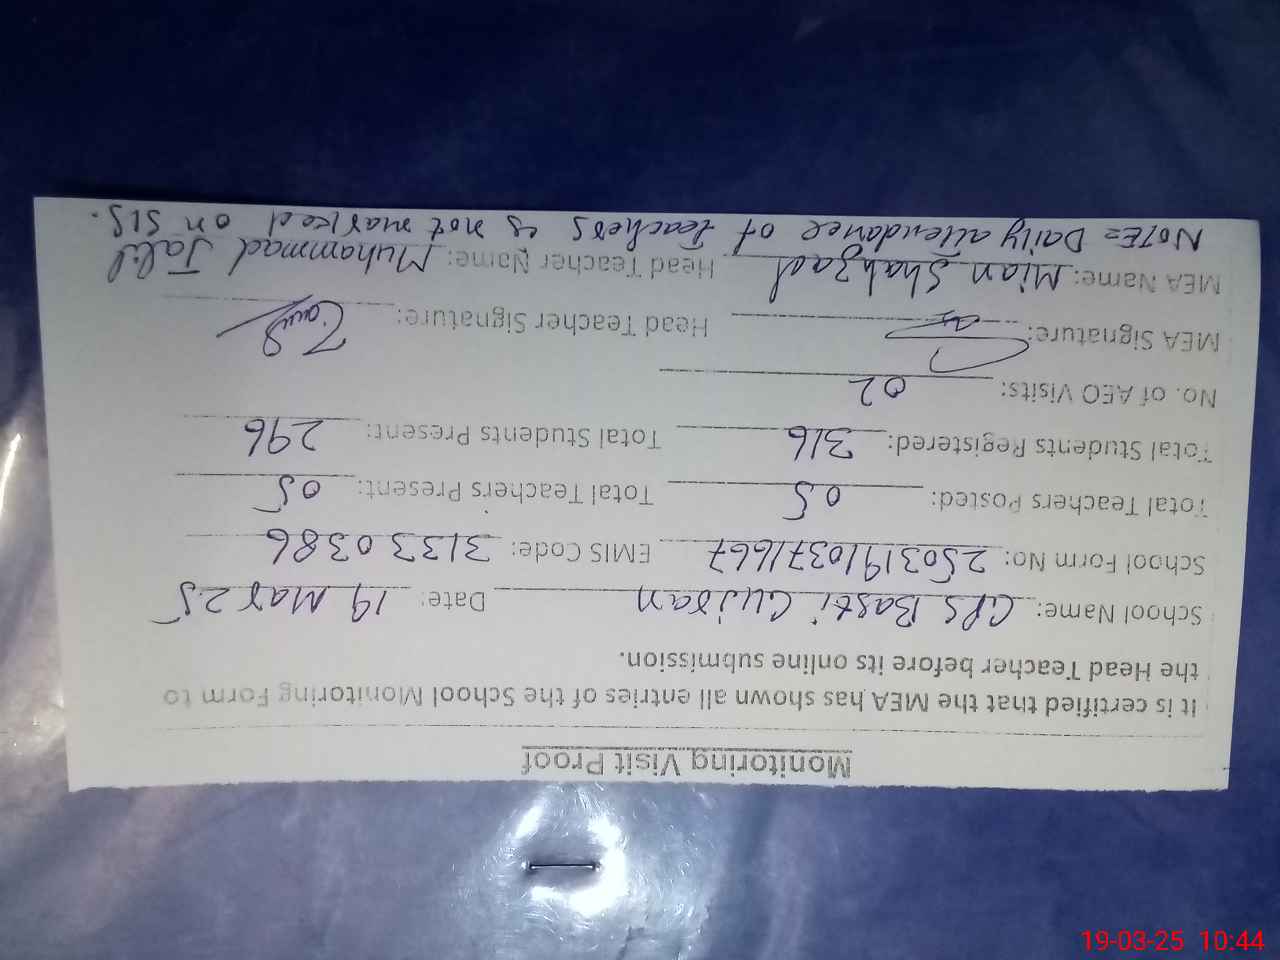 Monitoring Visit Proof
It is certified that the MEA has shown all entries of the School Monitoring Form to
the Head Teacher before its online submission.
School Name: GPS Basti Gujran Date: 19 Mar 25
School Form No: 25031910371667 EMIS Code: 31330386
Total Teachers Posted: 05 Total Teachers Present: 05
Total Students Registered: 316 Total Students Present: 296
No. of AEO Visits: 02
MEA Signature: Head Teacher Signature:
MEA Name: Mian Shahzad Head Teacher Name: Muhammad Jalil
NOTE= Daily attendance of teachers is not marked on SIS.
19-03-25 10:44